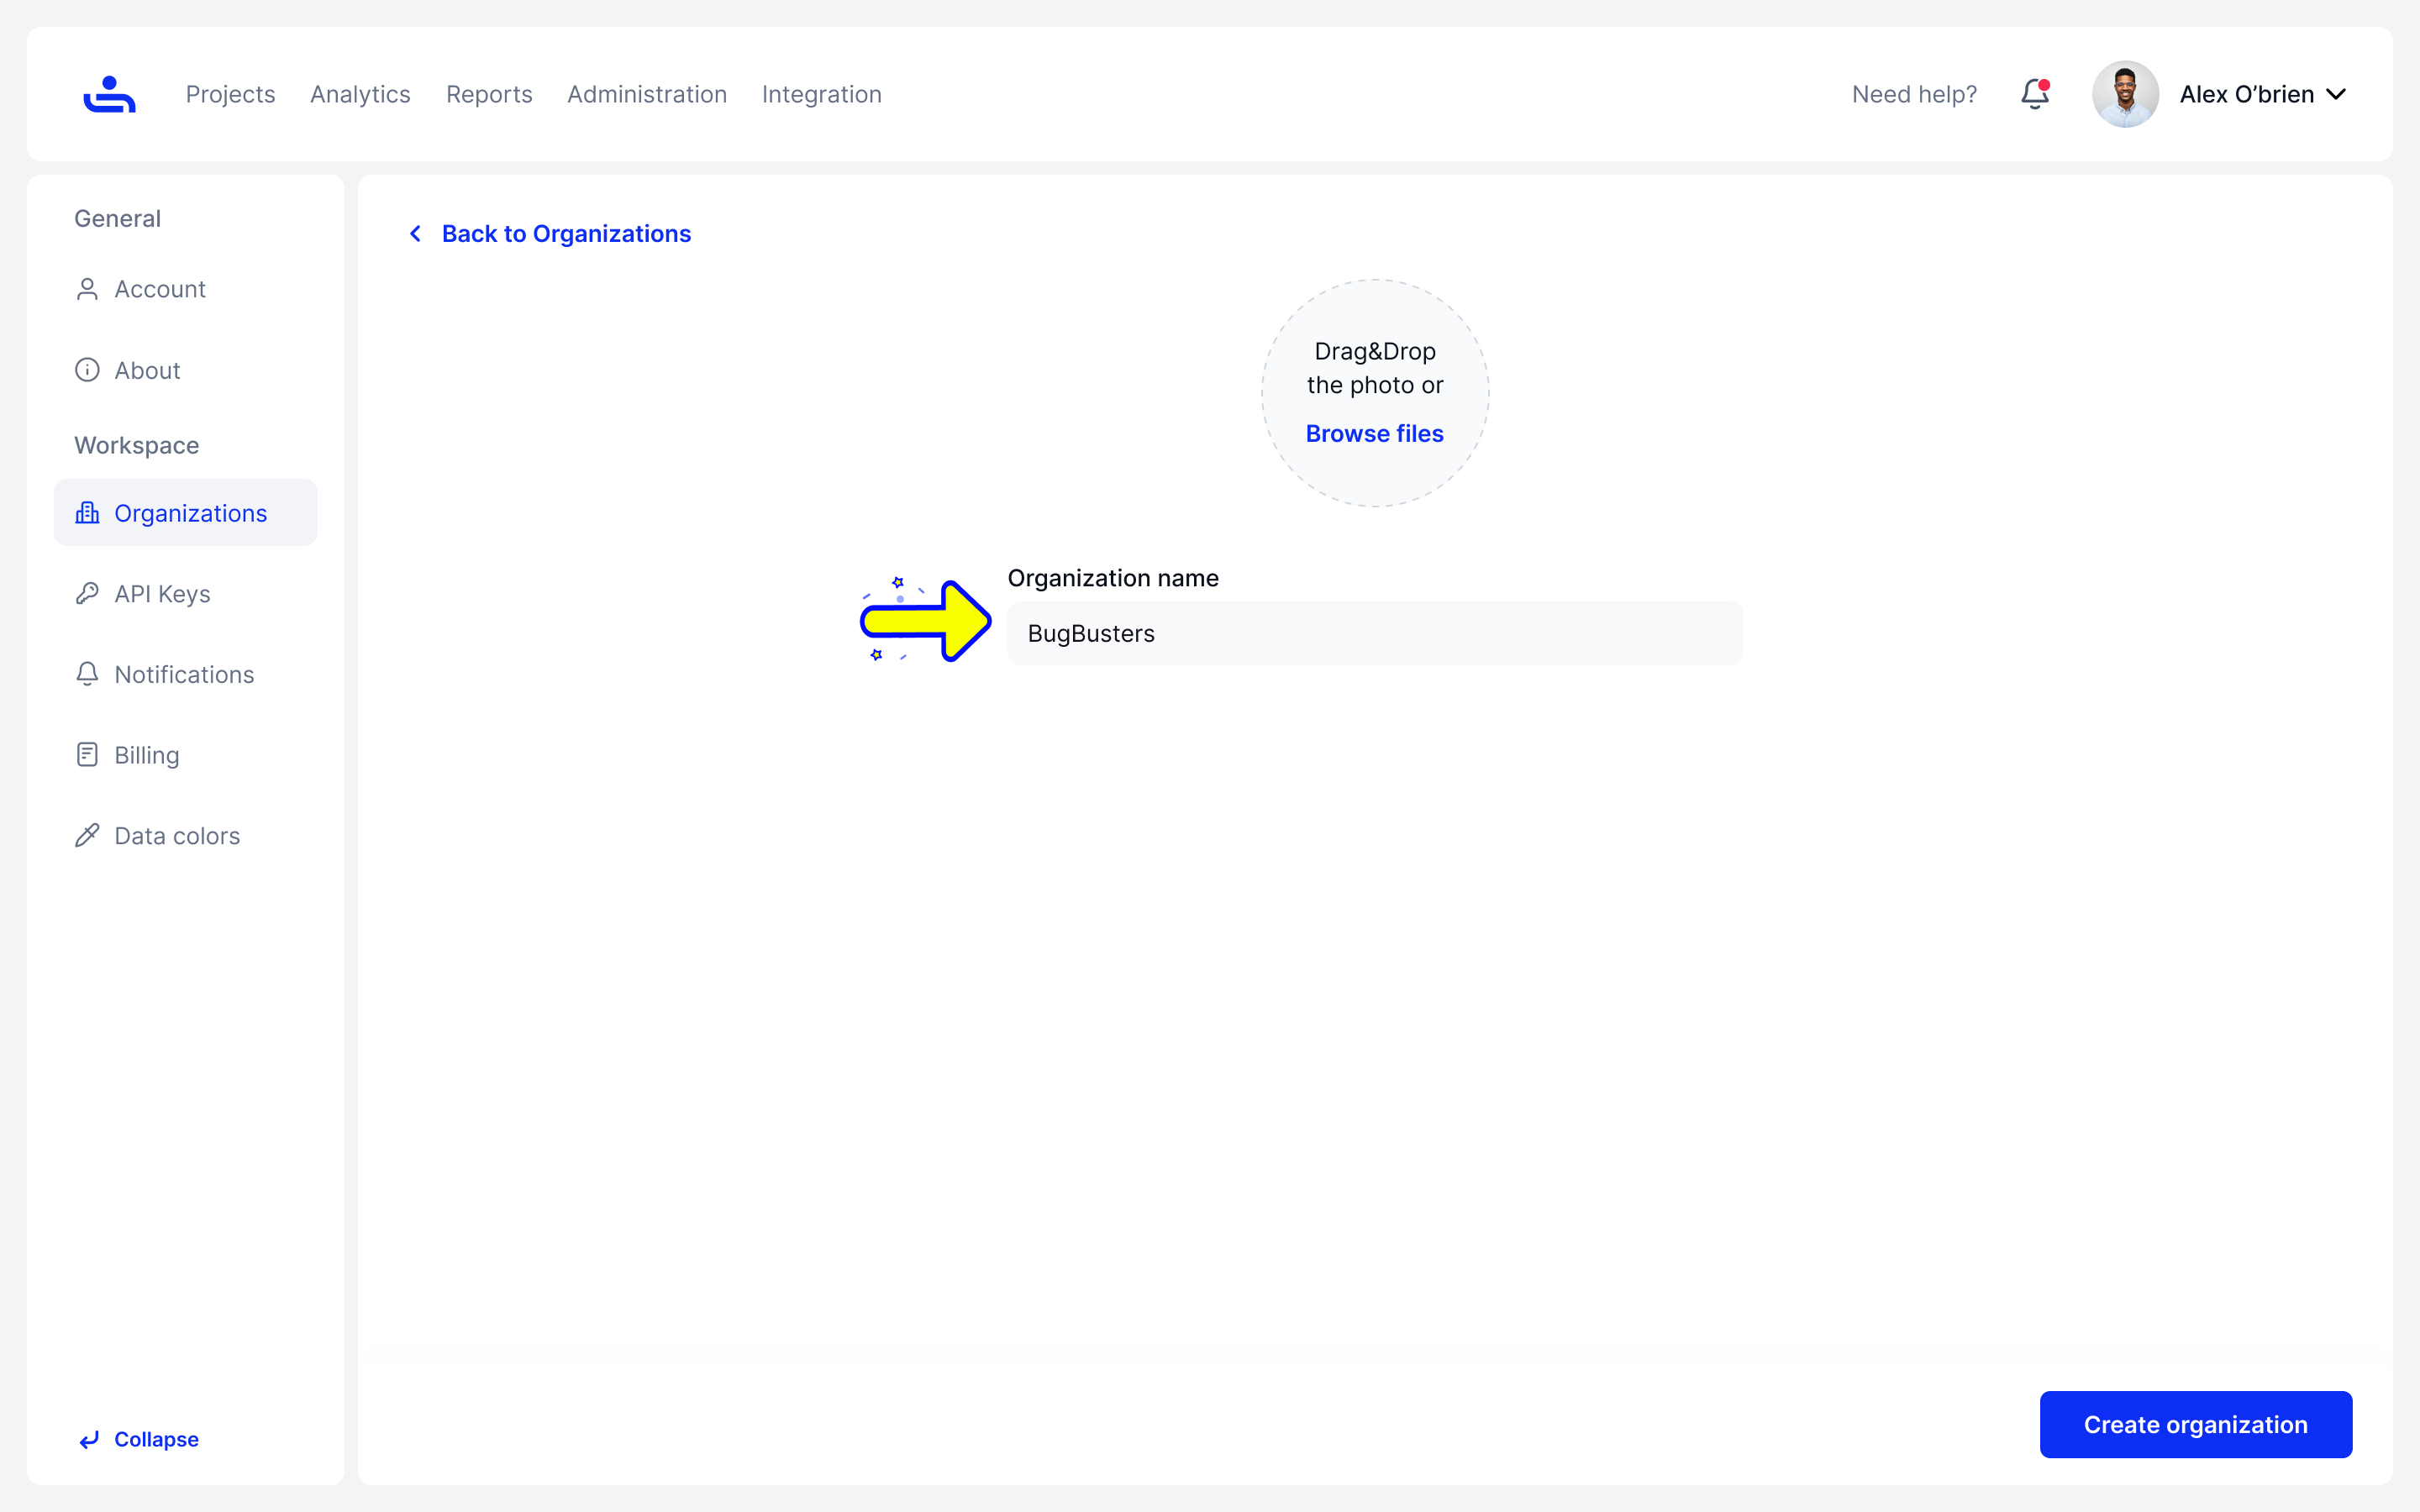 Projects
Analytics
Reports
Administration
Integration
Need help?
Alex O’brien
General
Account
About
Workspace
Organizations
API Keys
Notifications
Billing
Data colors
Collapse
Back to Organizations
Drag&Drop
the photo or
Browse files
Organization name
BugBusters
Create organization